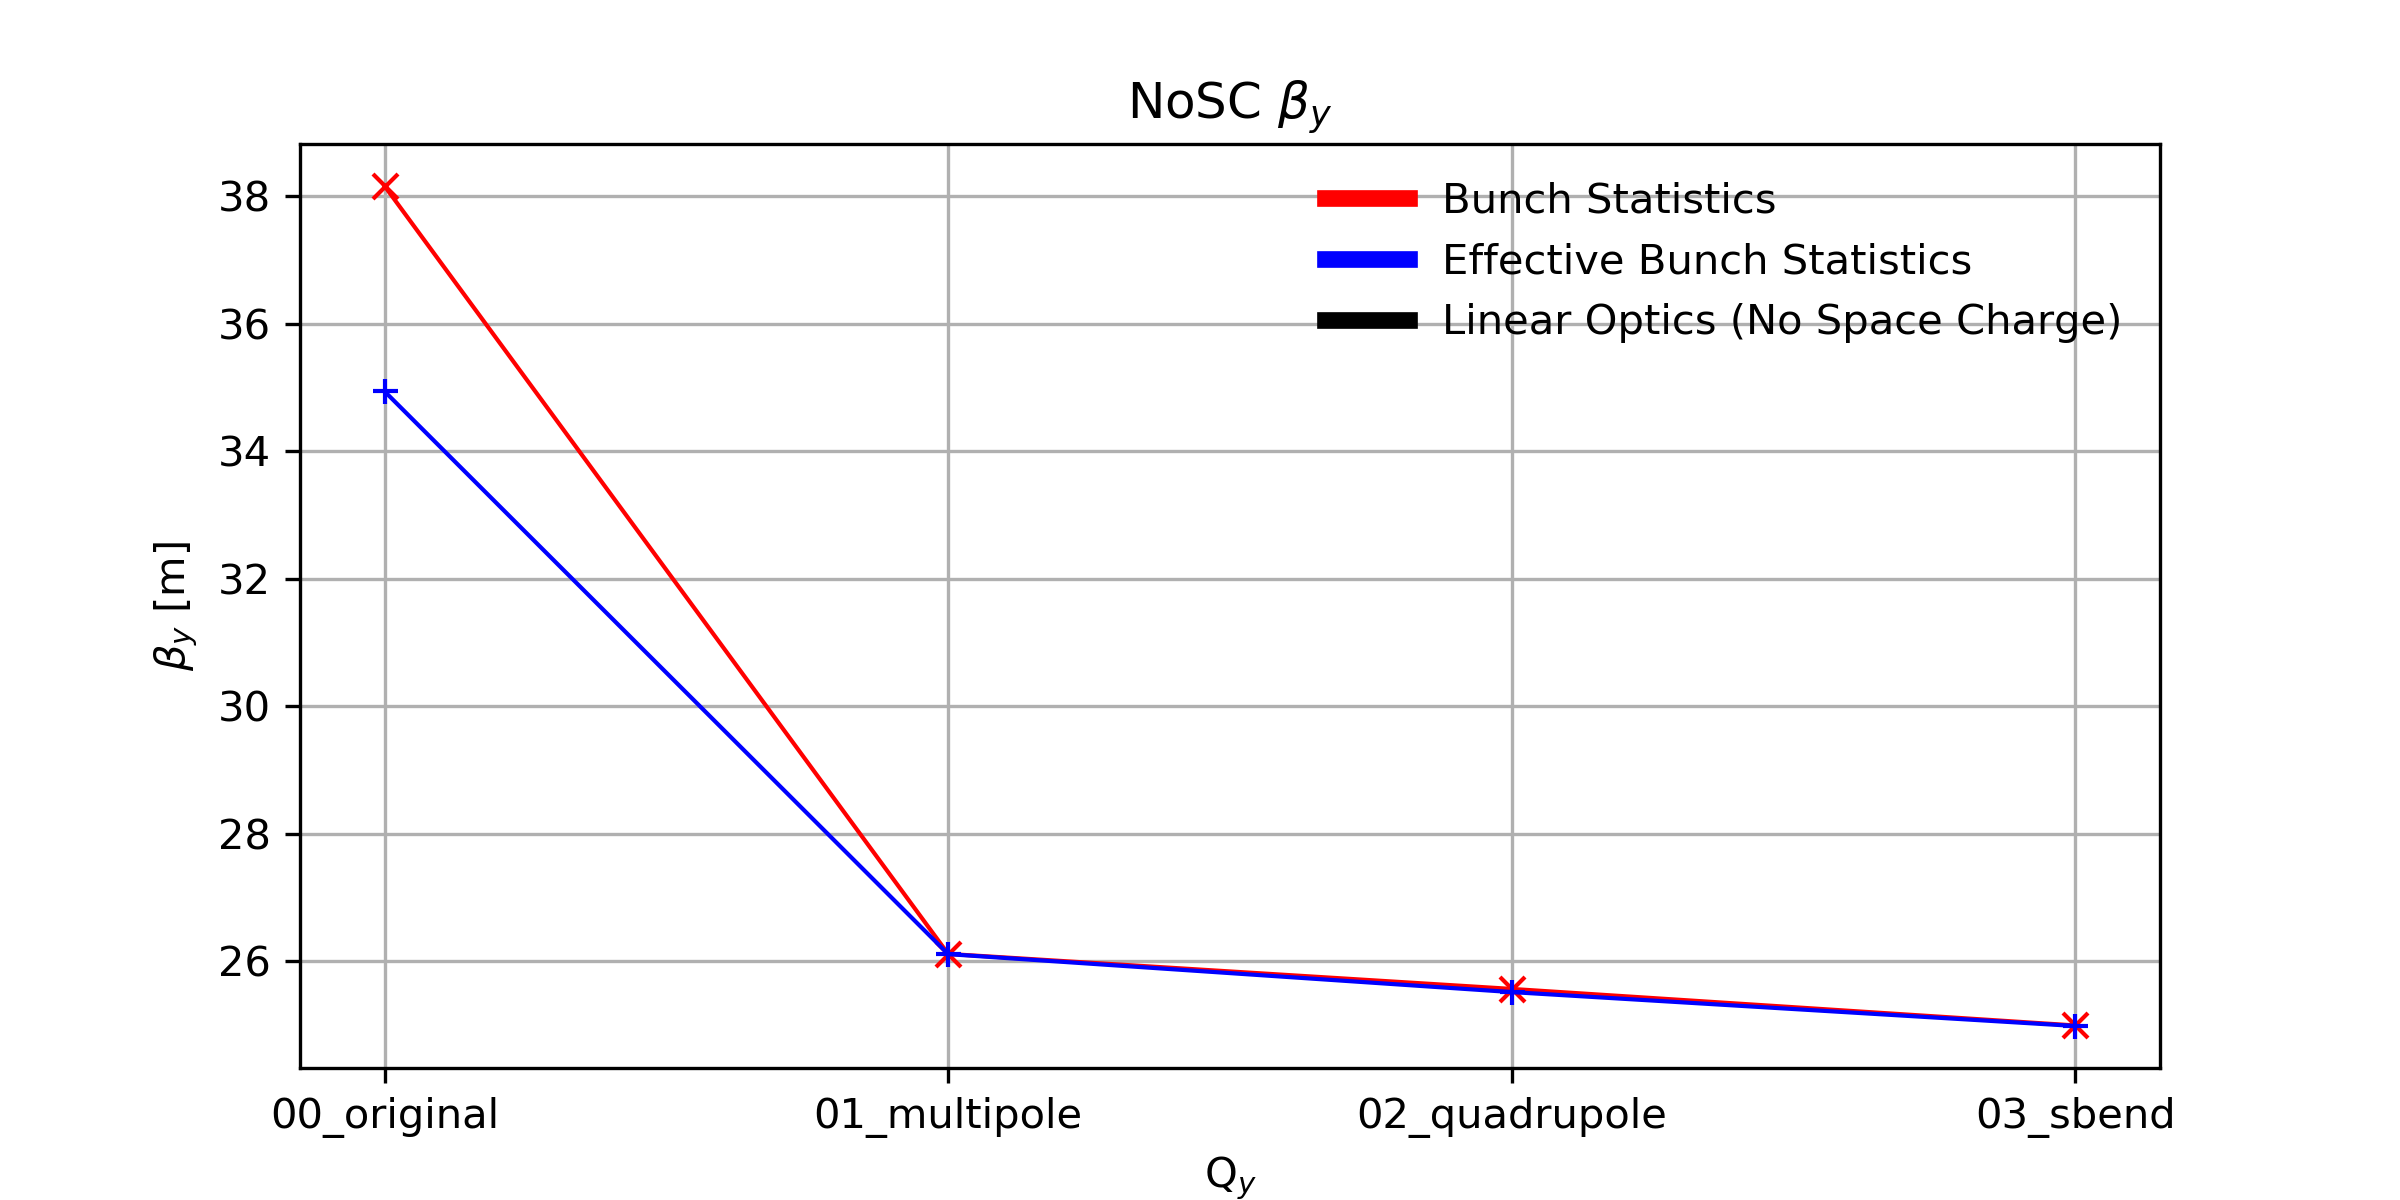 NoSC βy
Bunch Statistics
Effective Bunch Statistics
Linear Optics (No Space Charge)
βy [m]
38
36
34
32
30
28
26
00_original 01_multipole 02_quadrupole 03_sbend
Qy